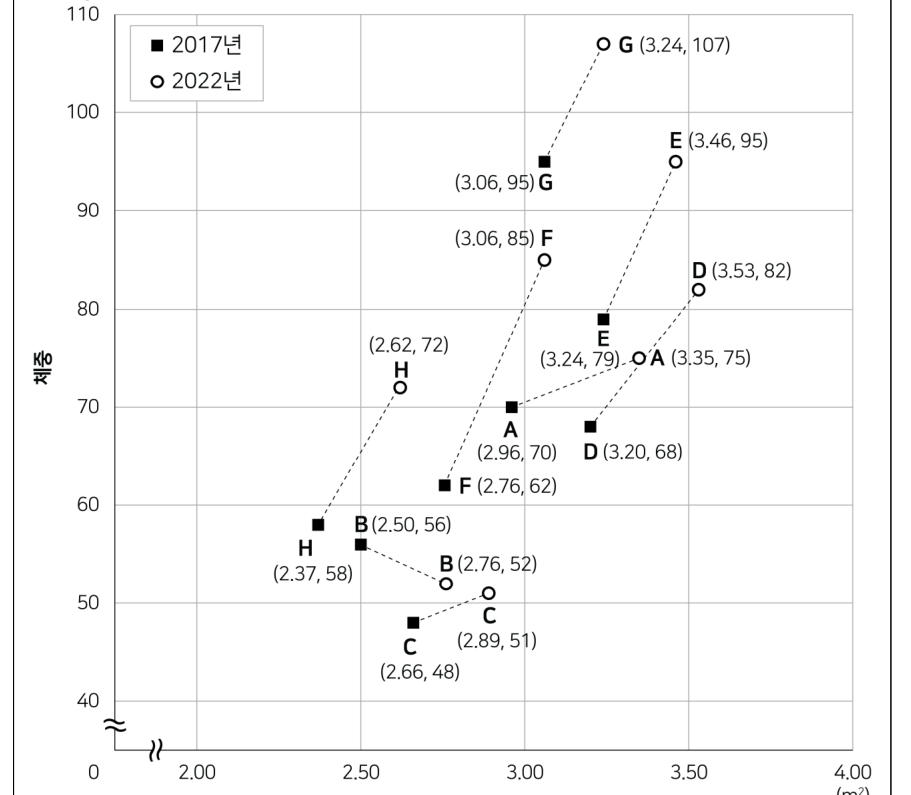 110
■ 2017년
○ 2022년
G (3.24, 107)
100
E (3.46, 95)
(3.06, 95) G
90
(3.06, 85) F
D (3.53, 82)
80
E
(3.24, 79)
A (3.35, 75)
(2.62, 72)
H
체중
70
A
(2.96, 70)
D (3.20, 68)
F (2.76, 62)
60
B (2.50, 56)
H
(2.37, 58)
B (2.76, 52)
50
C
(2.89, 51)
C
(2.66, 48)
40
0 2.00 2.50 3.00 3.50 4.00
(m²)